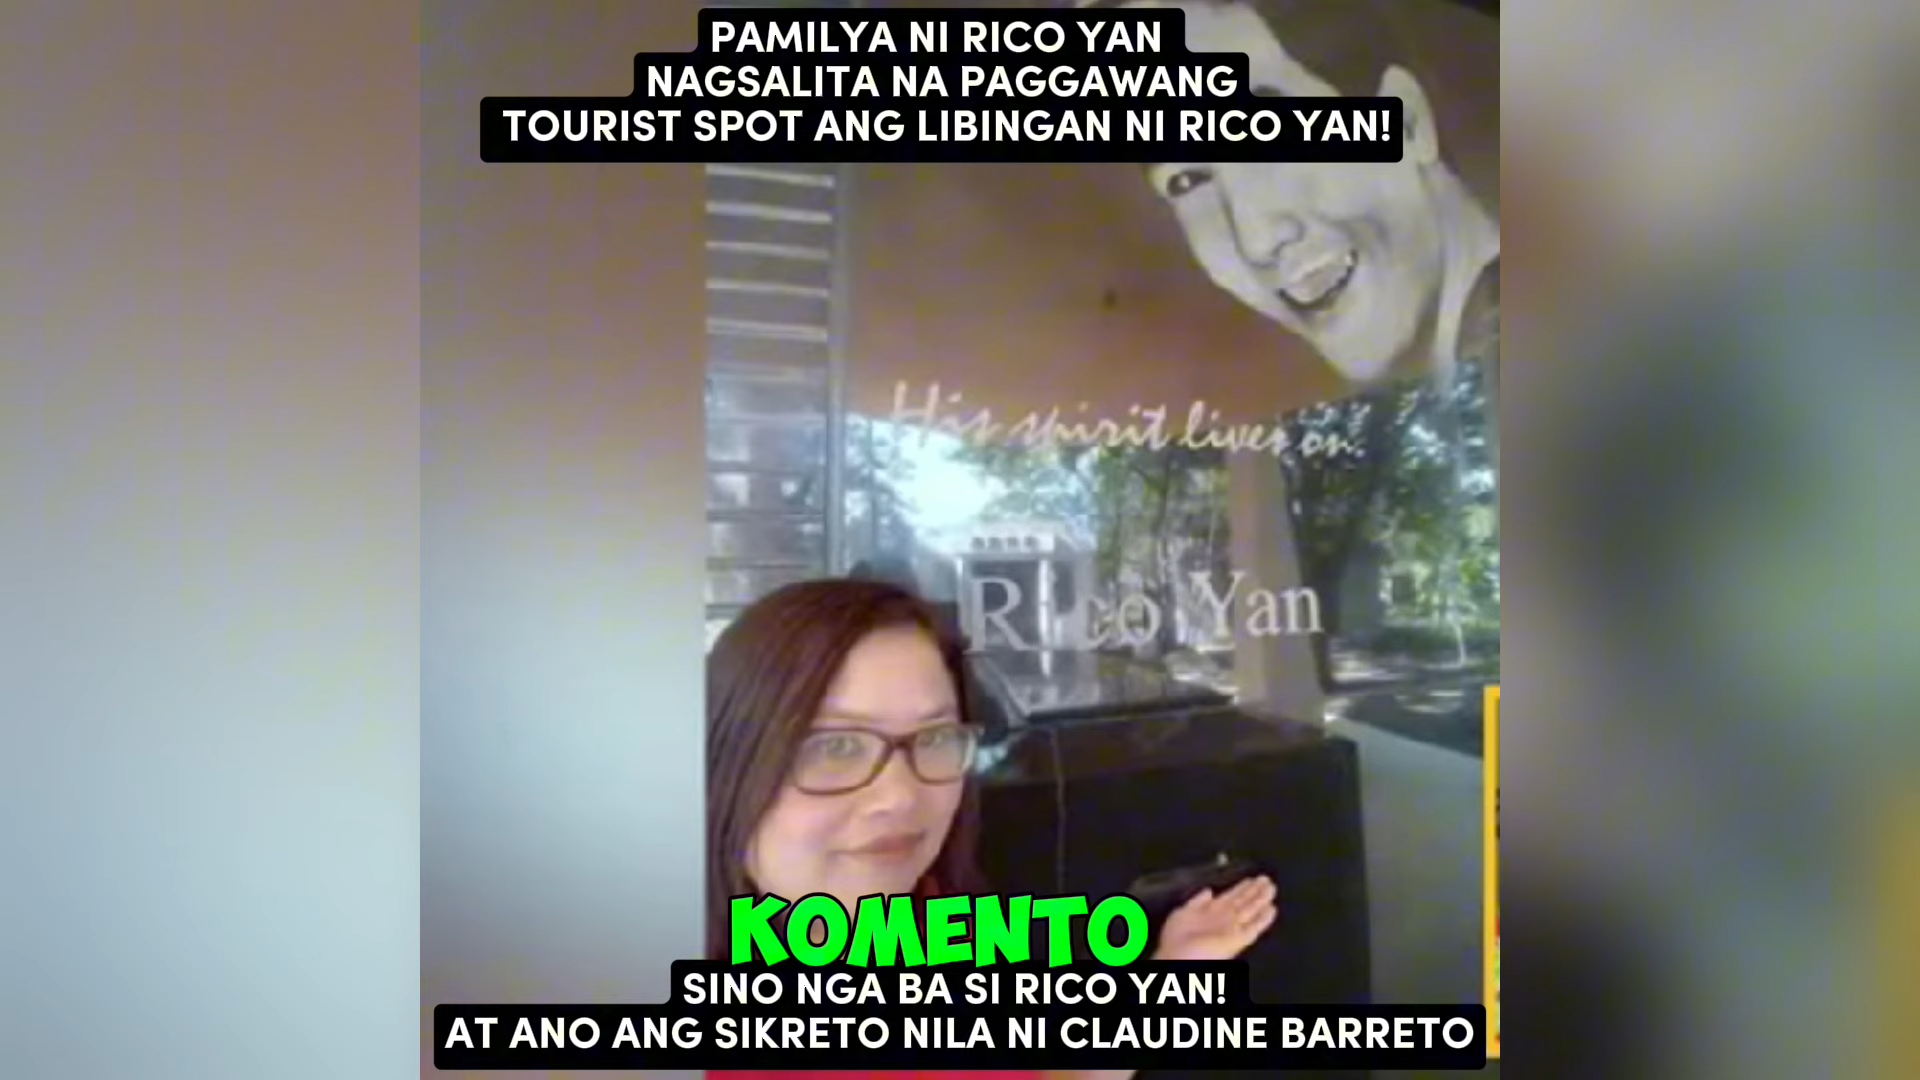 PAMILYA NI RICO YAN
NAGSALITA NA PAGGAWANG
TOURIST SPOT ANG LIBINGAN NI RICO YAN!
His spirit lives on.
Rico Yan
KOMENTO
SINO NGA BA SI RICO YAN!
AT ANO ANG SIKRETO NILA NI CLAUDINE BARRETO